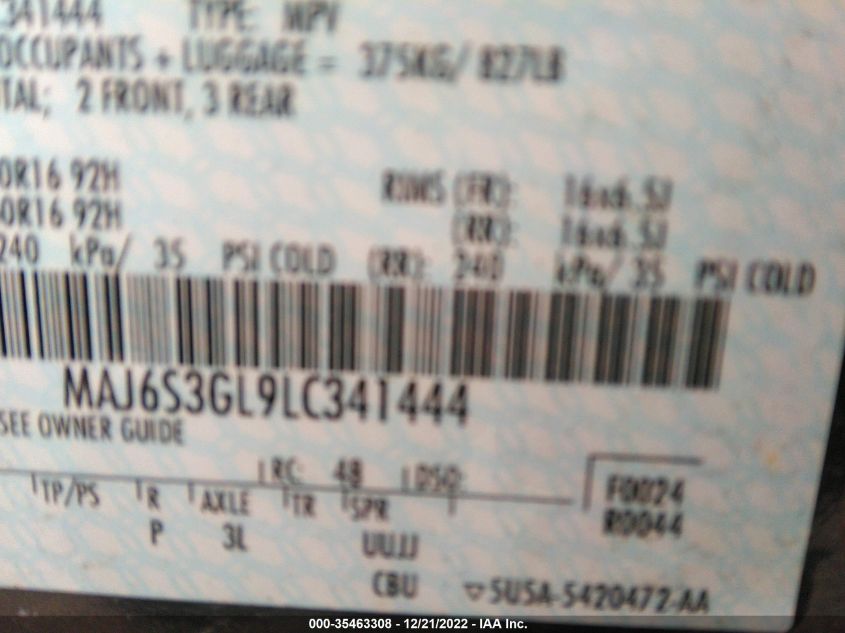 341444 TYPE: MPV
OCCUPANTS + LUGGAGE = 375KG/ 827LB
TAL; 2 FRONT, 3 REAR
0R16 92H RIMS (FR): 16x6.5J
0R16 92H (RR): 16x6.5J
240 kPa/ 35 PSI COLD (RR): 240 kPa/ 35 PSI COLD
MAJ6S3GL9LC341444
SEE OWNER GUIDE
RC: 48 DSO:
TP/PS R AXLE TR SPR F0024
P 3L UUJJ R0044
CBU ▽5U5A-5420472-AA
000-35463308 - 12/21/2022 - IAA Inc.